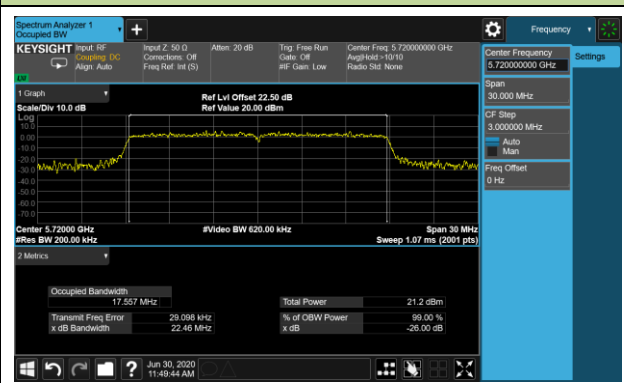 Spectrum Analyzer 1
Occupied BW
+
Frequency
KEYSIGHT
Input: RF
Coupling: DC
Align: Auto
Input Z: 50 Ω
Corrections: Off
Freq Ref: Int (S)
Atten: 20 dB
Trig: Free Run
Gate: Off
#IF Gain: Low
Center Freq: 5.720000000 GHz
Avg|Hold:>10/10
Radio Std: None
Center Frequency
5.720000000 GHz
Settings
Span
30.000 MHz
CF Step
3.000000 MHz
Auto
Man
Freq Offset
0 Hz
1 Graph
Scale/Div 10.0 dB
Ref Lvl Offset 22.50 dB
Ref Value 20.00 dBm
Log
10.0
0.00
-10.0
-20.0
-30.0
-40.0
-50.0
-60.0
-70.0
Center 5.72000 GHz
#Res BW 200.00 kHz
#Video BW 620.00 kHz
Span 30 MHz
Sweep 1.07 ms (2001 pts)
2 Metrics
Occupied Bandwidth
17.557 MHz
Total Power 21.2 dBm
Transmit Freq Error 29.098 kHz
% of OBW Power 99.00 %
x dB Bandwidth 22.46 MHz
x dB -26.00 dB
?
Jun 30, 2020
11:49:44 AM